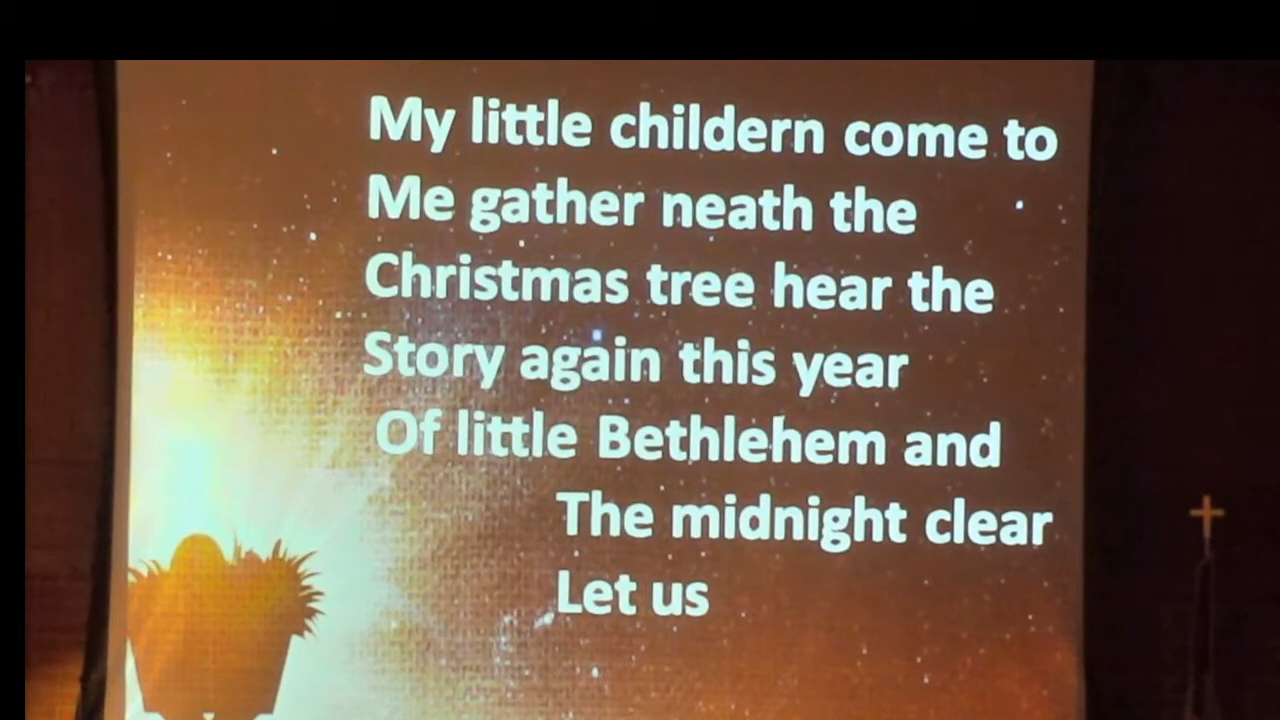 My little childern come to
Me gather neath the
Christmas tree hear the
Story again this year
Of little Bethlehem and
The midnight clear
Let us